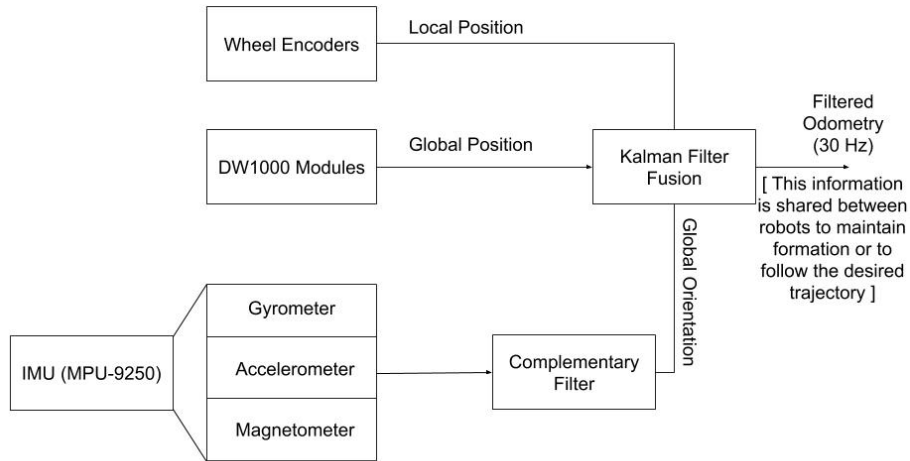 Wheel Encoders
Local Position
DW1000 Modules
Global Position
Kalman Filter
Fusion
Filtered
Odometry
(30 Hz)
[ This information
is shared between
robots to maintain
formation or to
follow the desired
trajectory ]
Global Orientation
IMU (MPU-9250)
Gyrometer
Accelerometer
Magnetometer
Complementary
Filter